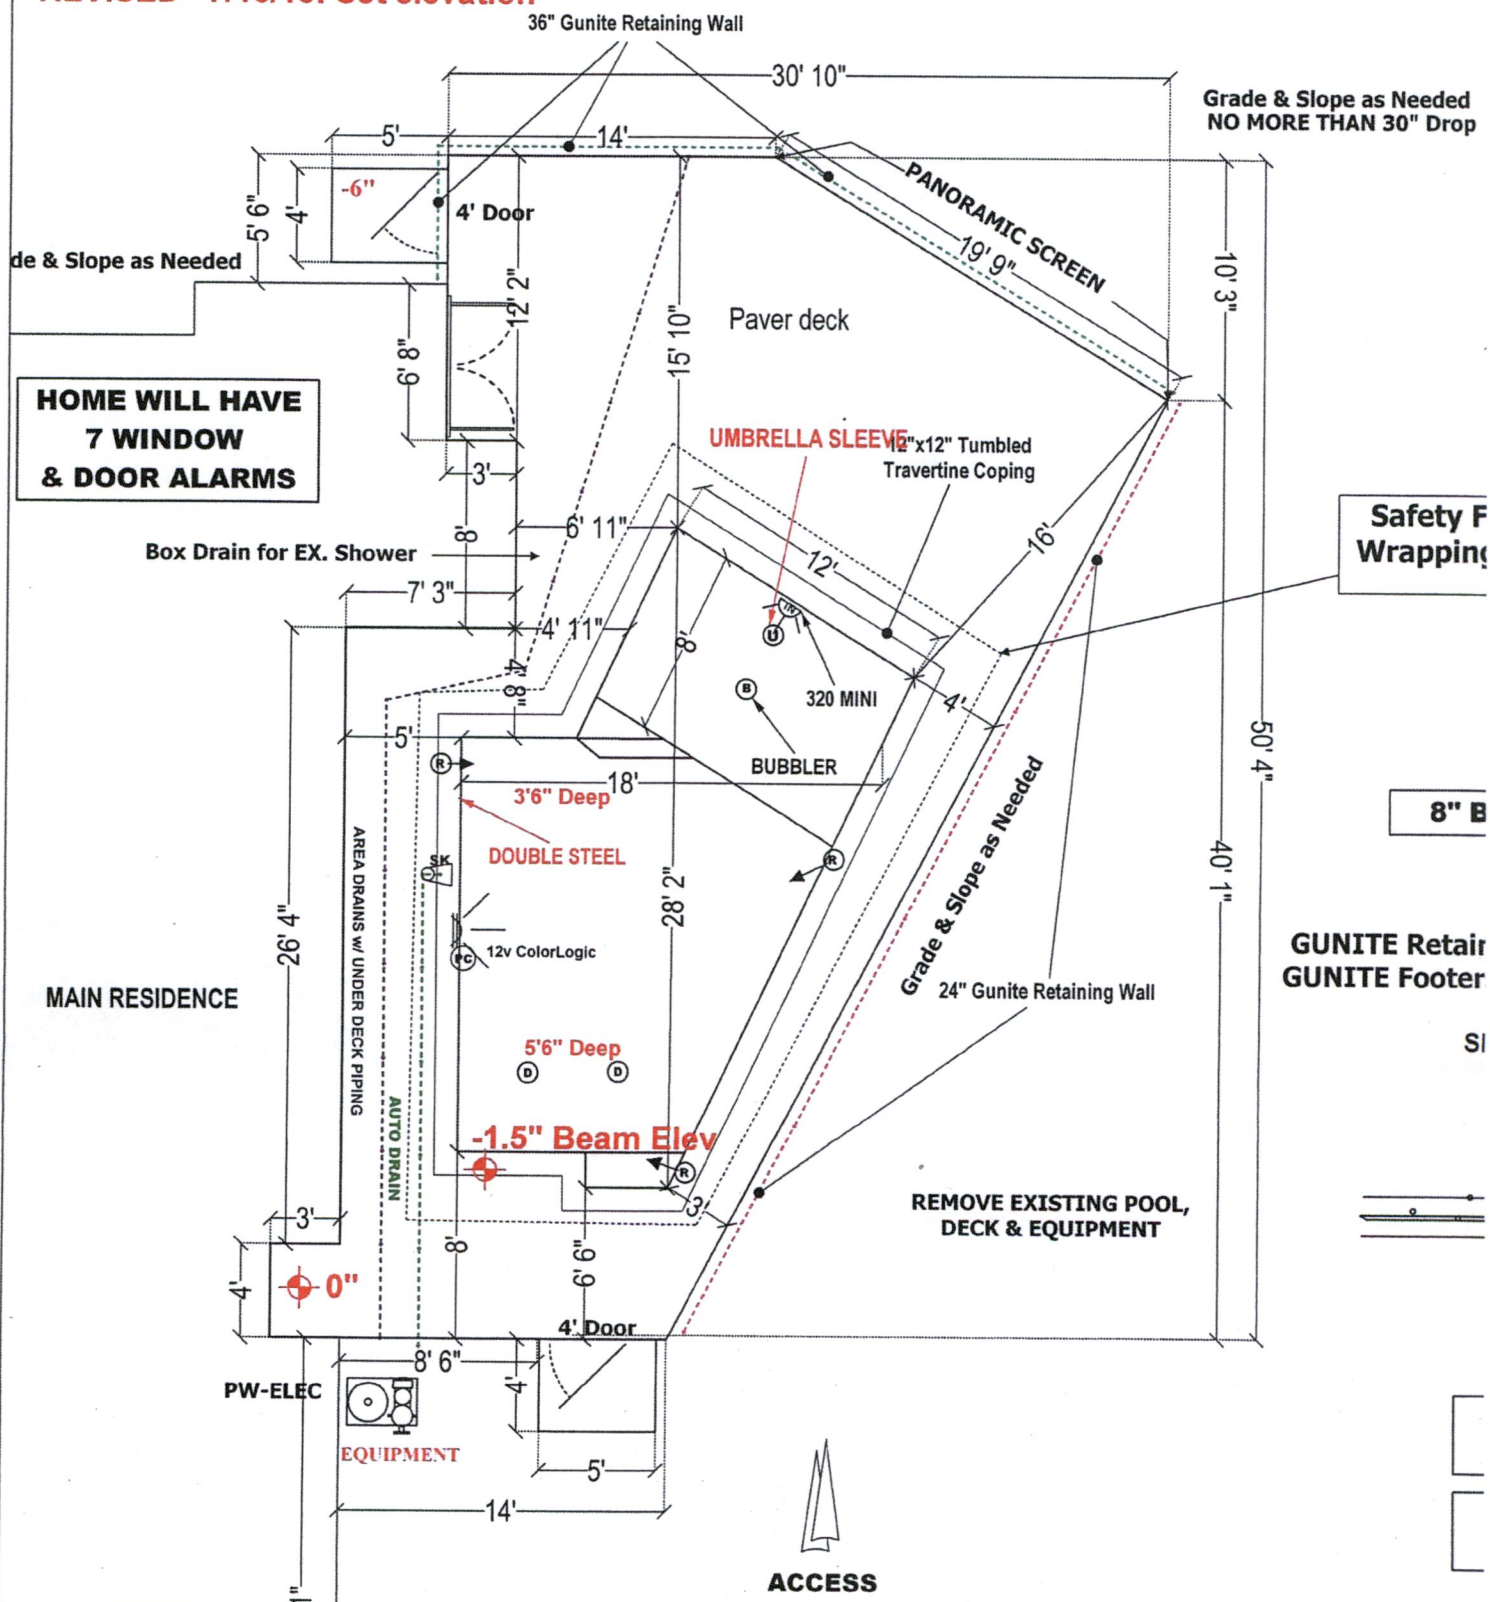 36" Gunite Retaining Wall
30' 10"
Grade & Slope as Needed
NO MORE THAN 30" Drop
5'
14'
-6"
4' Door
5' 6"
4'
PANORAMIC SCREEN
19' 9"
10' 3"
de & Slope as Needed
12' 2"
15' 10"
Paver deck
6' 8"
HOME WILL HAVE
7 WINDOW
& DOOR ALARMS
3'
UMBRELLA SLEEVE
12"x12" Tumbled
Travertine Coping
8'
6' 11"
Box Drain for EX. Shower
12'
16'
Safety F
Wrapping
7' 3"
4' 11"
8'
IN
U
4' 8"
B
320 MINI
4'
50' 4"
5'
R
BUBBLER
18'
3'6" Deep
8" B
DOUBLE STEEL
SK
R
28' 2"
40' 1"
26' 4"
AREA DRAINS w/ UNDER DECK PIPING
Grade & Slope as Needed
12v ColorLogic
PC
GUNITE Retain
GUNITE Footer
MAIN RESIDENCE
24" Gunite Retaining Wall
5'6" Deep
D
D
AUTO DRAIN
-1.5" Beam Elev
R
3'
REMOVE EXISTING POOL,
DECK & EQUIPMENT
3'
8'
6' 6"
4'
0"
4' Door
8' 6"
PW-ELEC
4'
EQUIPMENT
5'
14'
ACCESS